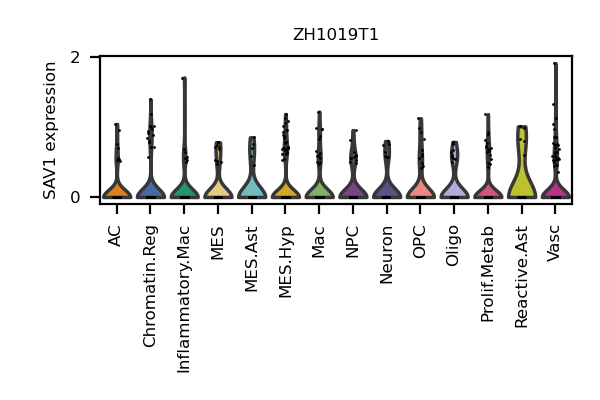 ZH1019T1
SAV1 expression
2
0
AC
Chromatin.Reg
Inflammatory.Mac
MES
MES.Ast
MES.Hyp
Mac
NPC
Neuron
OPC
Oligo
Prolif.Metab
Reactive.Ast
Vasc